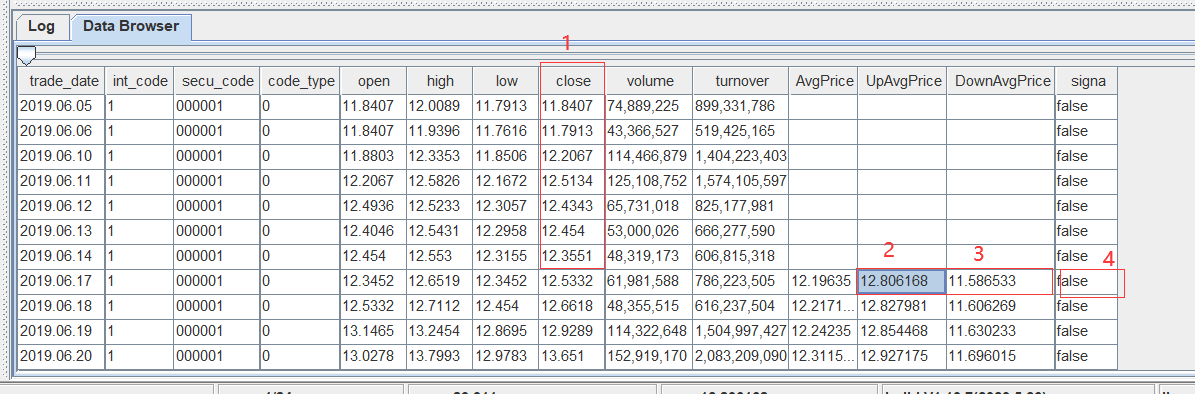 Log Data Browser
1
trade_date int_code secu_code code_type open high low close volume turnover AvgPrice UpAvgPrice DownAvgPrice signa
2019.06.05 1 000001 0 11.8407 12.0089 11.7913 11.8407 74,889,225 899,331,786 false
2019.06.06 1 000001 0 11.8407 11.9396 11.7616 11.7913 43,366,527 519,425,165 false
2019.06.10 1 000001 0 11.8803 12.3353 11.8506 12.2067 114,466,879 1,404,223,403 false
2019.06.11 1 000001 0 12.2067 12.5826 12.1672 12.5134 125,108,752 1,574,105,597 false
2019.06.12 1 000001 0 12.4936 12.5233 12.3057 12.4343 65,731,018 825,177,981 false
2019.06.13 1 000001 0 12.4046 12.5431 12.2958 12.454 53,000,026 666,277,590 false
2019.06.14 1 000001 0 12.454 12.553 12.3155 12.3551 48,319,173 606,815,318 false
2 3 4
2019.06.17 1 000001 0 12.3452 12.6519 12.3452 12.5332 61,981,588 786,223,505 12.19635 12.806168 11.586533 false
2019.06.18 1 000001 0 12.5332 12.7112 12.454 12.6618 48,355,515 616,237,504 12.2171... 12.827981 11.606269 false
2019.06.19 1 000001 0 13.1465 13.2454 12.8695 12.9289 114,322,648 1,504,997,427 12.24235 12.854468 11.630233 false
2019.06.20 1 000001 0 13.0278 13.7993 12.9783 13.651 152,919,170 2,083,209,090 12.3115... 12.927175 11.696015 false